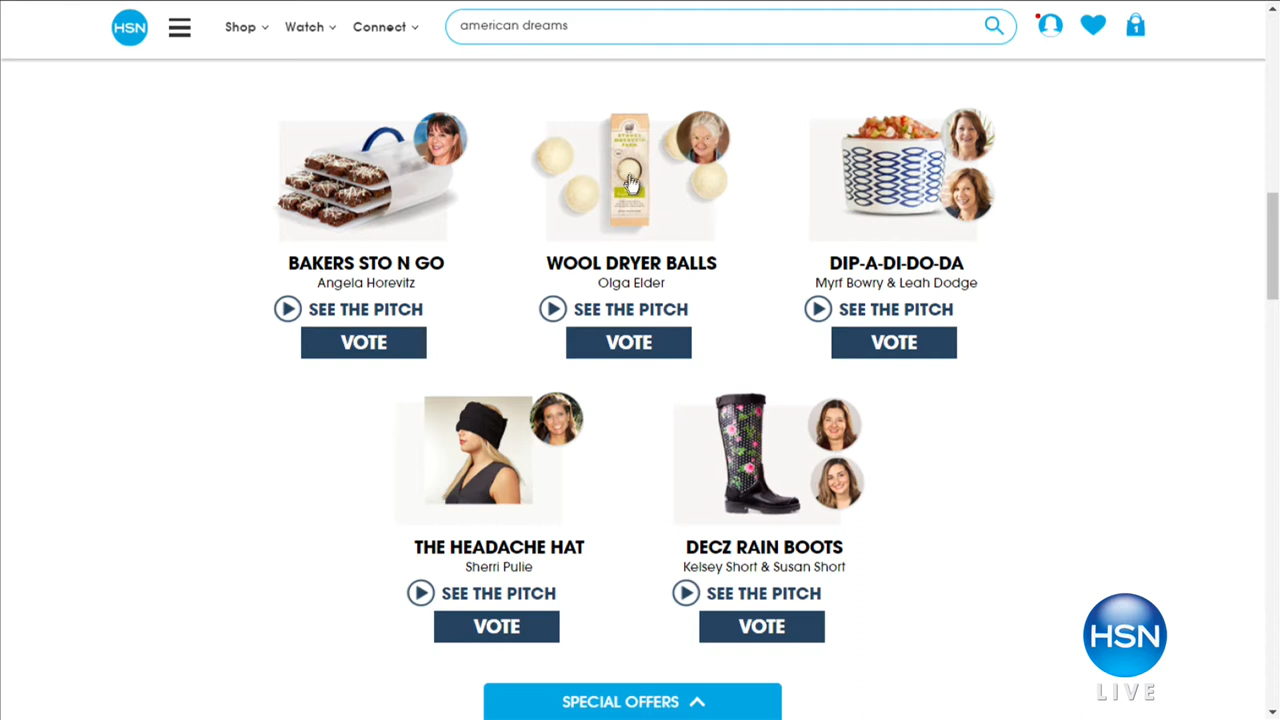 HSN
Shop
Watch
Connect
american dreams
1
BAKERS STO N GO
Angela Horevitz
SEE THE PITCH
VOTE
WOOL DRYER BALLS
Olga Elder
SEE THE PITCH
VOTE
DIP-A-DI-DO-DA
Myrf Bowry & Leah Dodge
SEE THE PITCH
VOTE
THE HEADACHE HAT
Sherri Pulie
SEE THE PITCH
VOTE
DECZ RAIN BOOTS
Kelsey Short & Susan Short
SEE THE PITCH
VOTE
SPECIAL OFFERS
HSN
LIVE